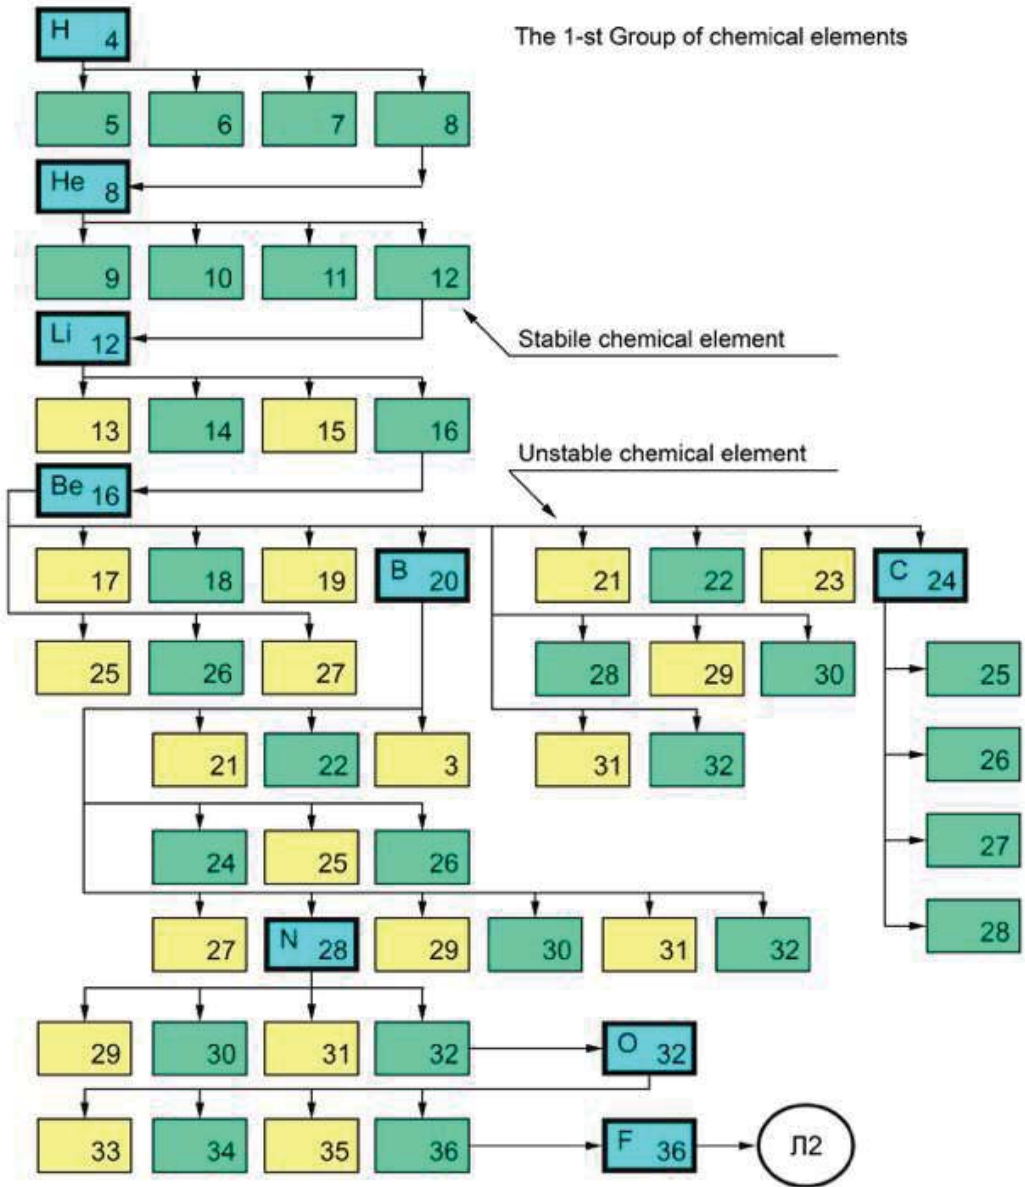 The 1-st Group of chemical elements
H 4
5 6 7 8
He 8
9 10 11 12
Li 12
Stabile chemical element
13 14 15 16
Unstable chemical element
Be 16
17 18 19 B 20 21 22 23 C 24
25 26 27 28 29 30 25
21 22 3 31 32 26
24 25 26 27
27 N 28 29 30 31 32 28
29 30 31 32 O 32
33 34 35 36 F 36 Л2